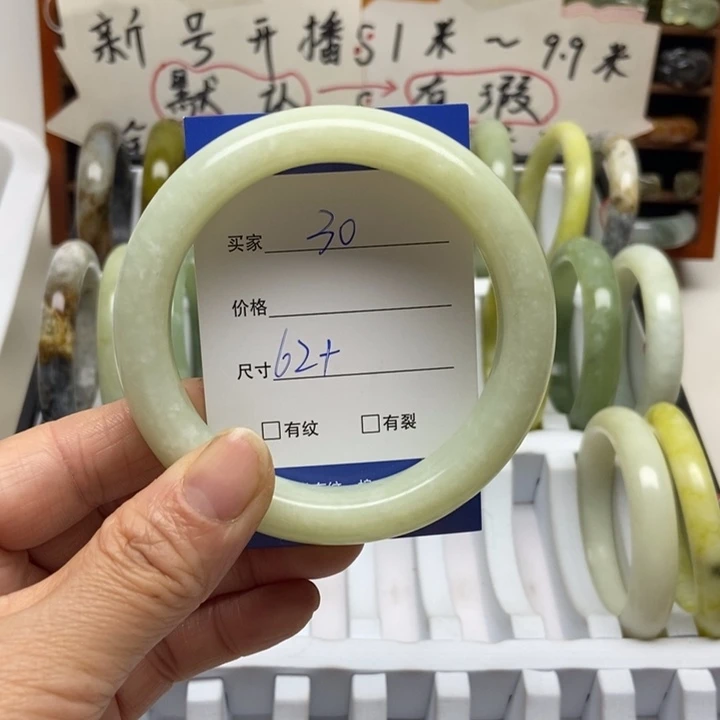 新号开播51米～9.9米
默认→有瑕
买家 30
价格
尺寸 62+
□有纹 □有裂